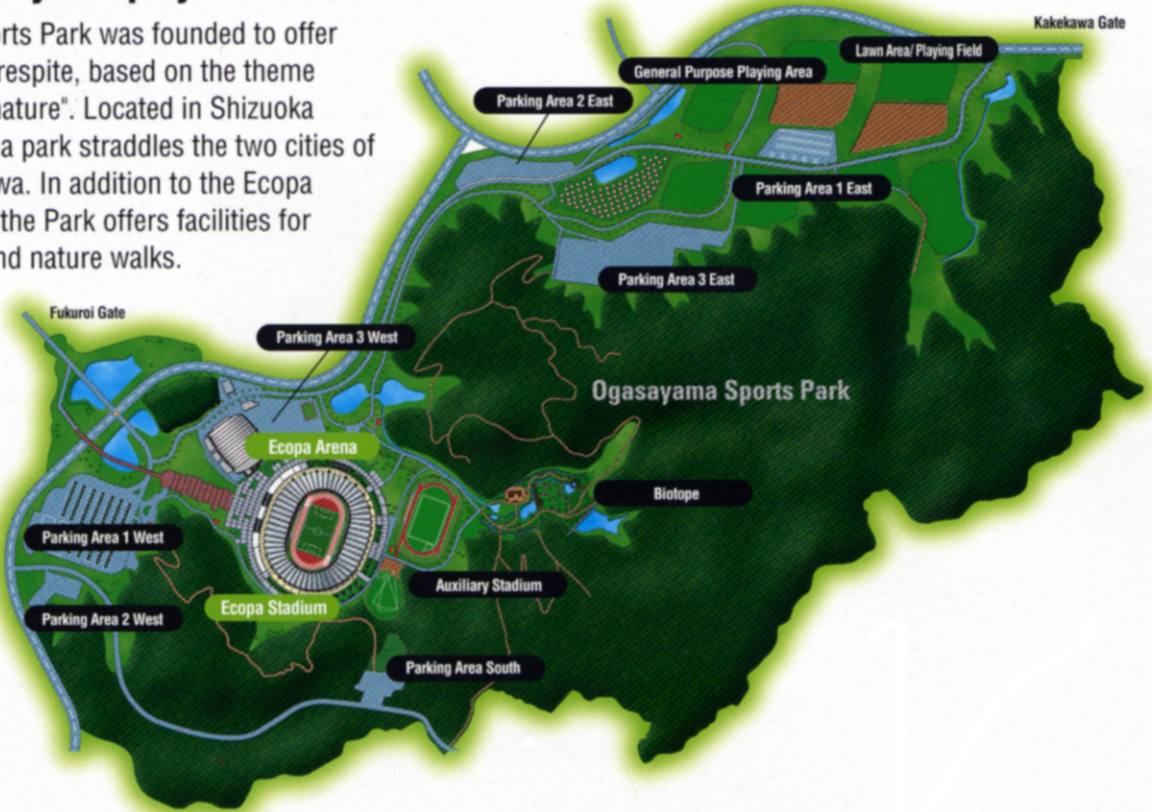 rts Park was founded to offer
respite, based on the theme
nature". Located in Shizuoka
a park straddles the two cities of
wa. In addition to the Ecopa
the Park offers facilities for
nd nature walks.
Kakekawa Gate
Lawn Area/ Playing Field
General Purpose Playing Area
Parking Area 2 East
Parking Area 1 East
Parking Area 3 East
Fukuroi Gate
Parking Area 3 West
Ogasayama Sports Park
Ecopa Arena
Biotope
Parking Area 1 West
Auxiliary Stadium
Ecopa Stadium
Parking Area 2 West
Parking Area South